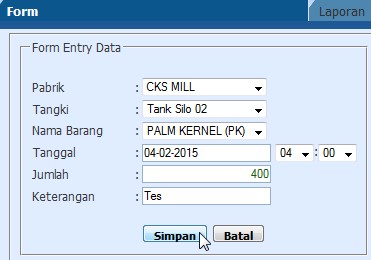 Form Laporan
Form Entry Data
Pabrik : CKS MILL
Tangki : Tank Silo 02
Nama Barang : PALM KERNEL (PK)
Tanggal : 04-02-2015 04 : 00
Jumlah : 400
Keterangan : Tes
Simpan Batal